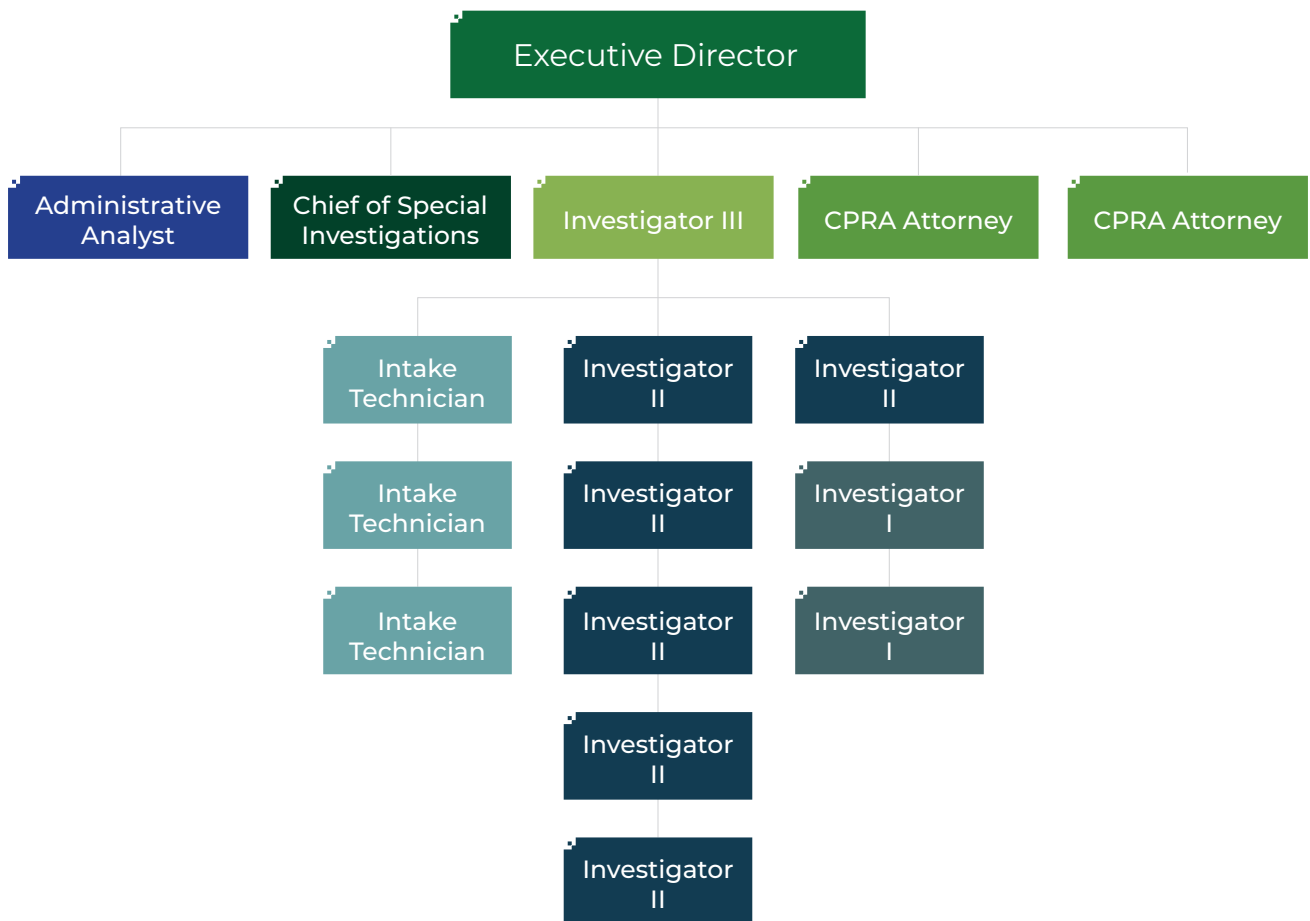 Executive Director
Administrative
Analyst
Chief of Special
Investigations
Investigator III
CPRA Attorney
CPRA Attorney
Intake
Technician
Investigator
II
Investigator
II
Intake
Technician
Investigator
II
Investigator
I
Intake
Technician
Investigator
II
Investigator
I
Investigator
II
Investigator
II